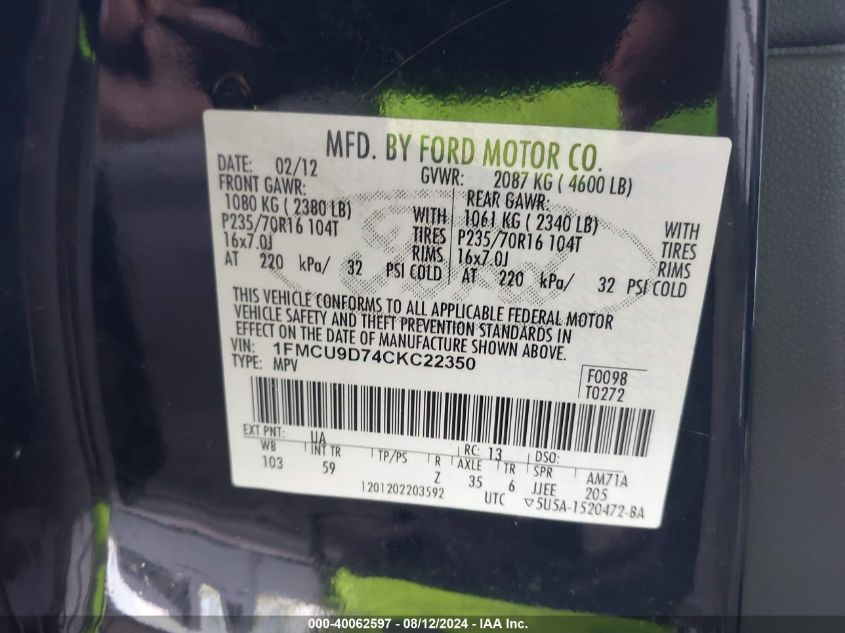 MFD. BY FORD MOTOR CO.
DATE: 02/12 GVWR: 2087 KG ( 4600 LB)
FRONT GAWR: REAR GAWR:
1080 KG ( 2380 LB) WITH 1061 KG ( 2340 LB) WITH
P235/70R16 104T TIRES P235/70R16 104T TIRES
16x7.0J RIMS 16x7.0J RIMS
AT 220 kPa/ 32 PSI COLD AT 220 kPa/ 32 PSI COLD
THIS VEHICLE CONFORMS TO ALL APPLICABLE FEDERAL MOTOR
VEHICLE SAFETY AND THEFT PREVENTION STANDARDS IN
EFFECT ON THE DATE OF MANUFACTURE SHOWN ABOVE.
VIN: 1FMCU9D74CKC22350
TYPE: MPV
F0098
T0272
EXT PNT: UA RC: 13 DSO:
WB INT TR TP/PS R AXLE TR SPR AM71A
103 59 Z 35 6 JJEE 205
1201202203592 UTC ▽5U5A-1520472-BA
000-40062597 - 08/12/2024 - IAA Inc.